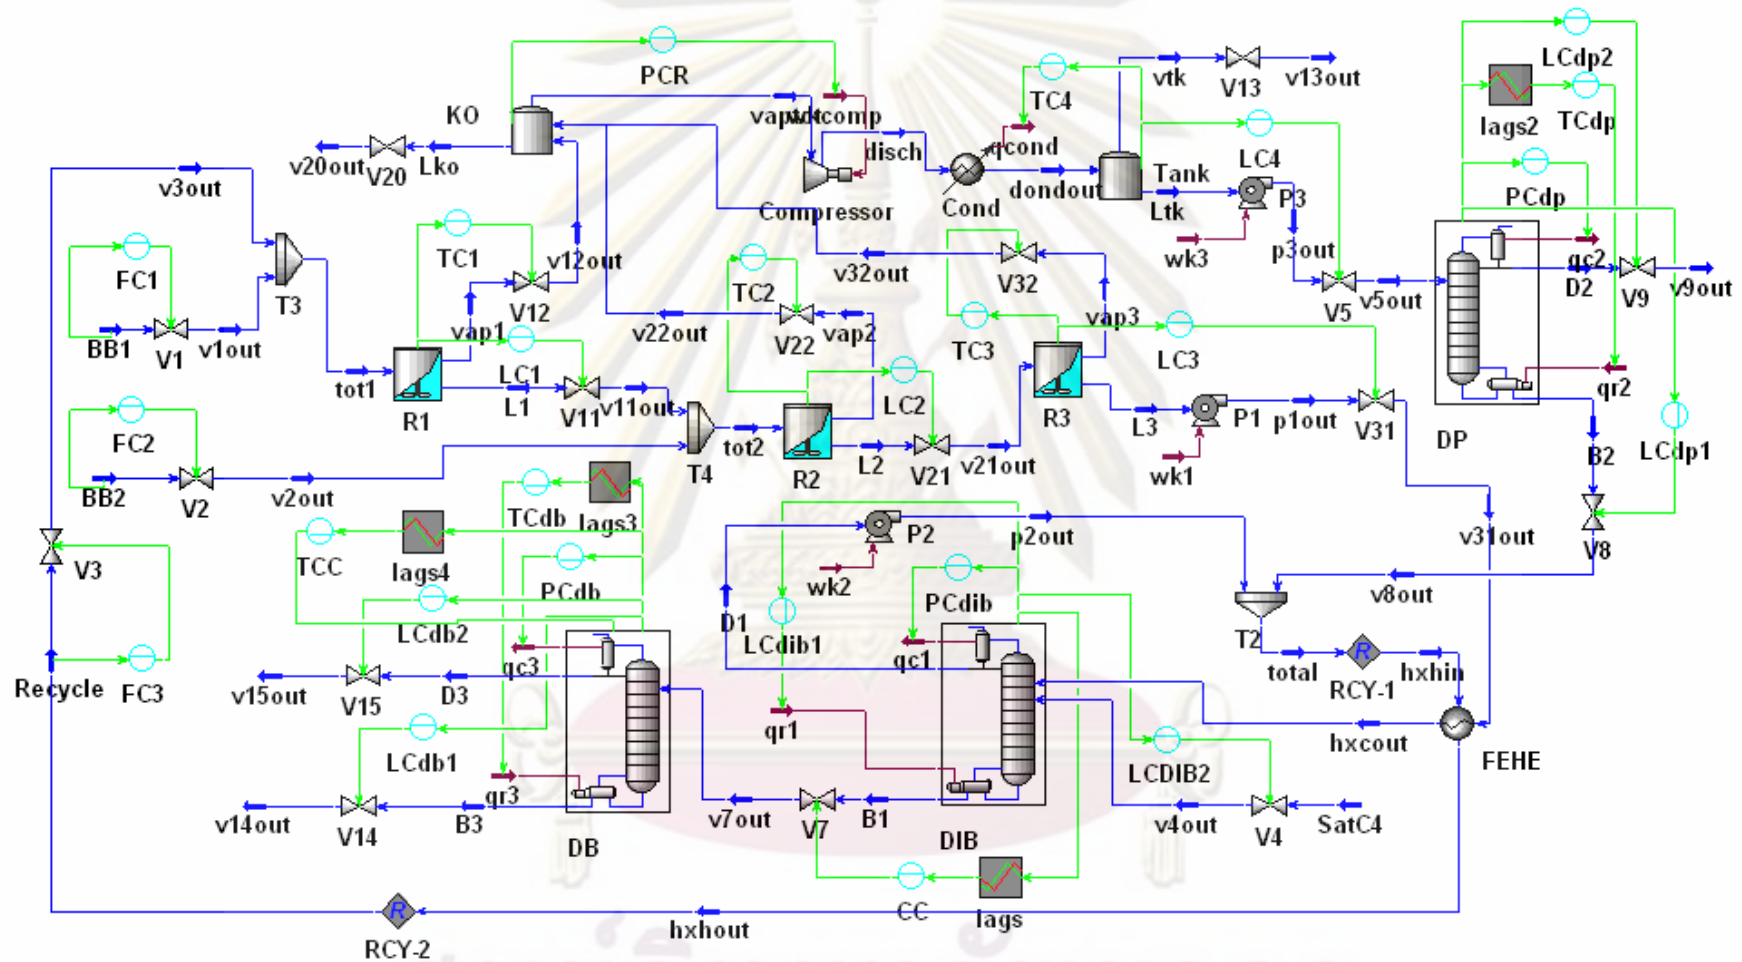 LCdp2
PCR
TC4
vtk
V13
v13out
lags2
TCdp
KO
disch
qcond
LC4
v20out
V20
Lko
v3out
Compressor
Cond
dondout
Tank
Ltk
P3
PCdp
wk3
p3out
FC1
T3
TC1
v12out
V12
TC2
v32out
V32
V5
v5out
qc2
D2
V9
v9out
BB1
V1
v1out
vap1
v22out
V22
vap2
TC3
vap3
LC3
tot1
R1
LC1
L1
V11
v11out
LC2
R3
qr2
FC2
T4
tot2
R2
L2
V21
v21out
L3
P1
p1out
V31
wk1
DP
B2
LCdp1
BB2
V2
v2out
TCdb
lags3
P2
p2out
v31out
V8
V3
TCC
lags4
PCdb
wk2
PCdib
v8out
D1
LCdb2
LCdib1
T2
qc3
qc1
total
RCY-1
hxhin
Recycle
FC3
v15out
V15
D3
qr1
hxcout
FEHE
LCdb1
LCDIB2
qr3
v14out
V14
B3
DB
v7out
V7
B1
DIB
v4out
V4
SatC4
CC
lags
RCY-2
hxhout
R
R